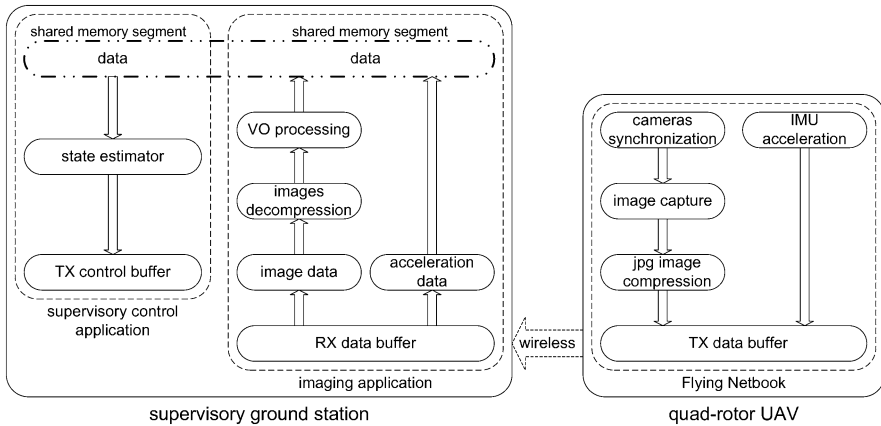 shared memory segment
data
state estimator
TX control buffer
supervisory control
application
shared memory segment
data
VO processing
images
decompression
image data
acceleration
data
RX data buffer
imaging application
supervisory ground station
wireless
cameras
synchronization
IMU
acceleration
image capture
jpg image
compression
TX data buffer
Flying Netbook
quad-rotor UAV